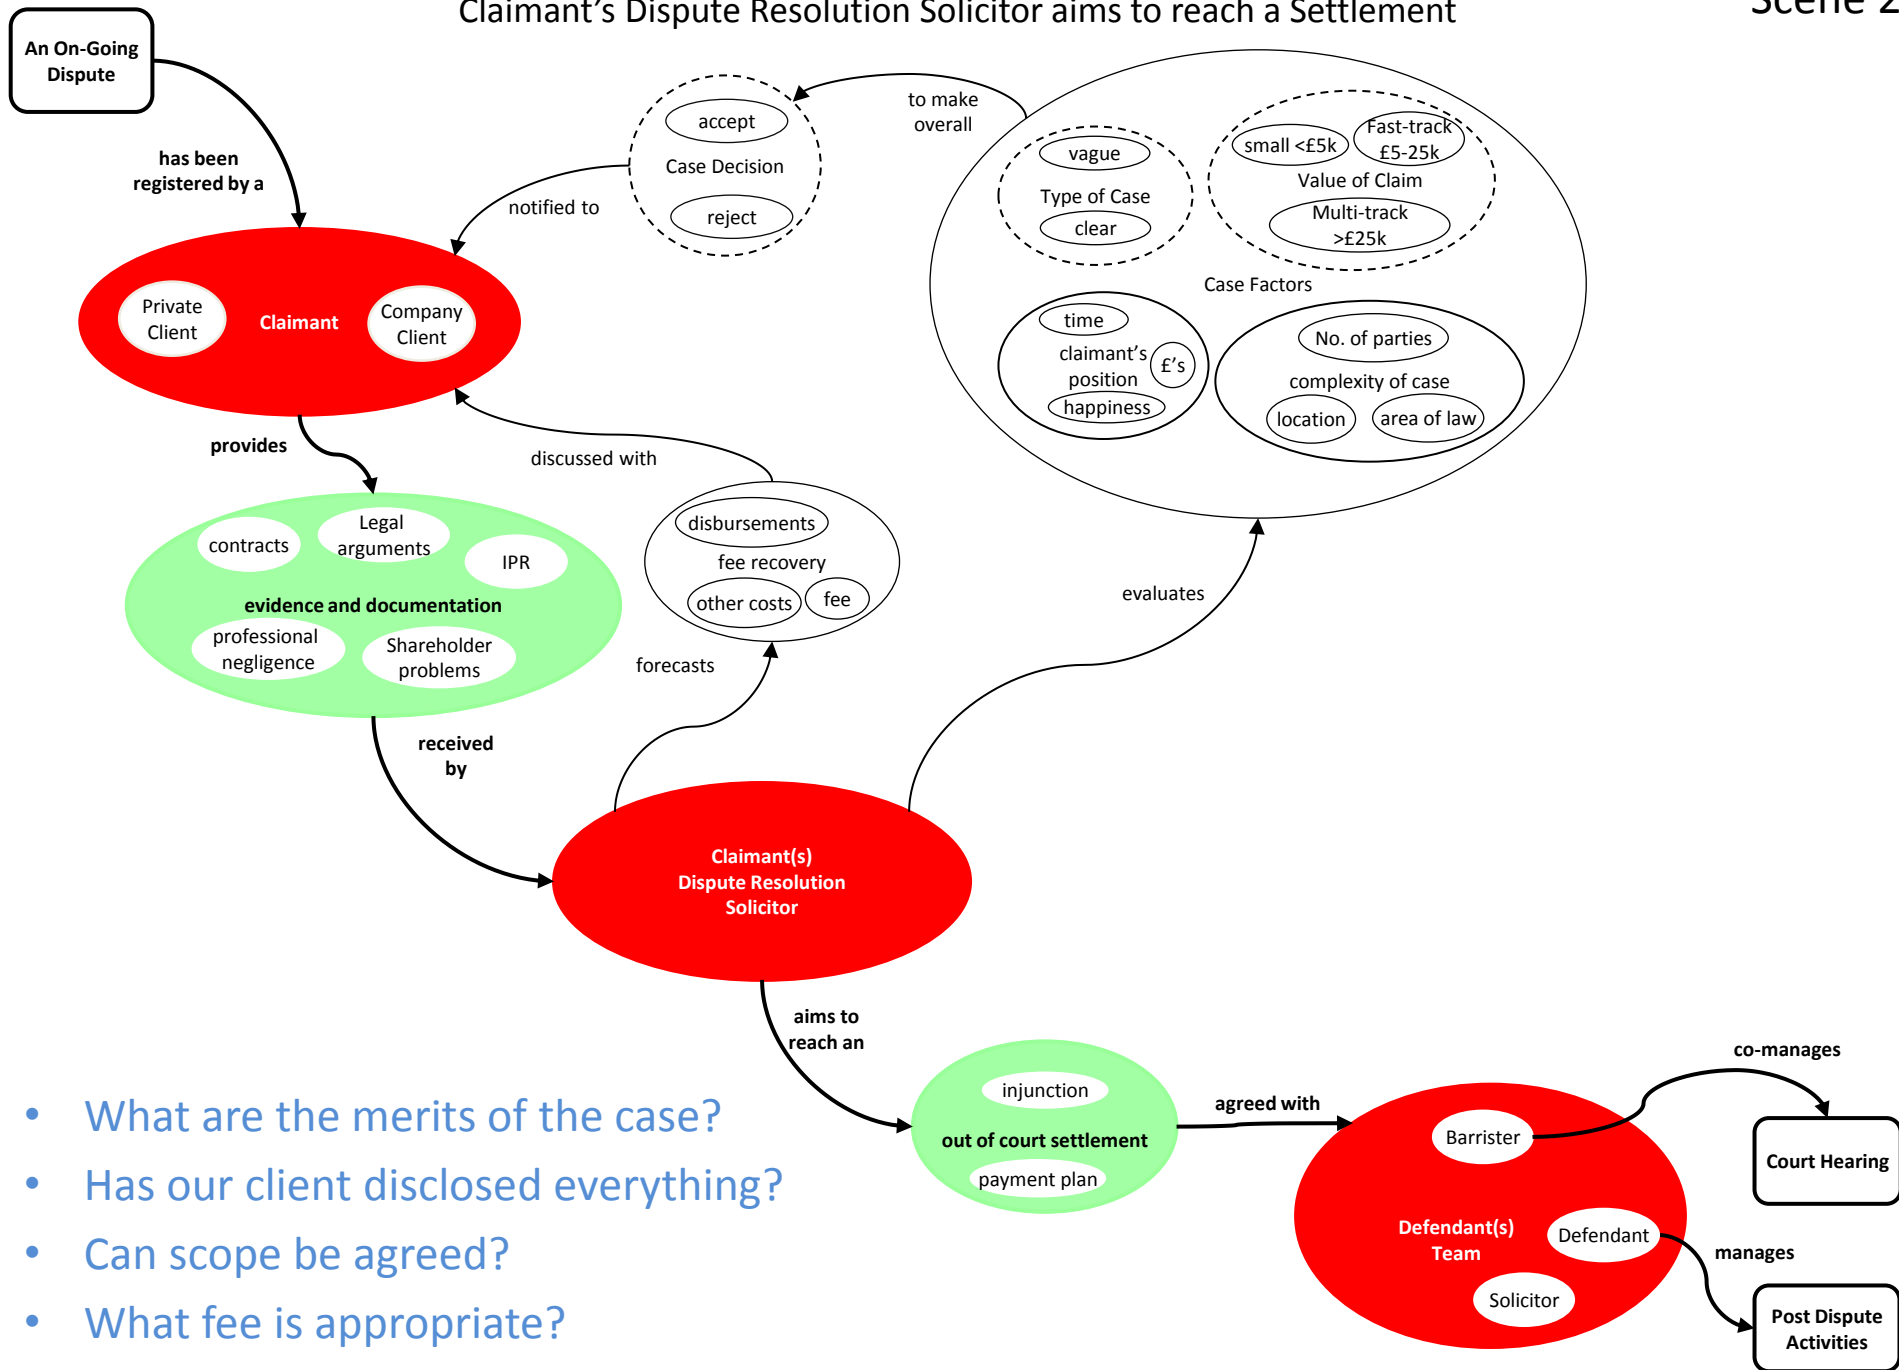 Claimant's Dispute Resolution Solicitor aims to reach a Settlement
Scene 2
An On-Going
Dispute
has been
registered by a
accept
Case Decision
reject
notified to
to make
overall
vague
Type of Case
clear
small <£5k
Fast-track
£5-25k
Value of Claim
Multi-track
>£25k
Case Factors
time
claimant's
position
£'s
happiness
No. of parties
complexity of case
location
area of law
Private
Client
Claimant
Company
Client
provides
discussed with
contracts
Legal
arguments
IPR
evidence and documentation
professional
negligence
Shareholder
problems
disbursements
fee recovery
other costs
fee
forecasts
evaluates
received
by
Claimant(s)
Dispute Resolution
Solicitor
aims to
reach an
injunction
out of court settlement
payment plan
agreed with
co-manages
Barrister
Court Hearing
Defendant(s)
Team
Defendant
manages
Solicitor
Post Dispute
Activities
• What are the merits of the case?
• Has our client disclosed everything?
• Can scope be agreed?
• What fee is appropriate?